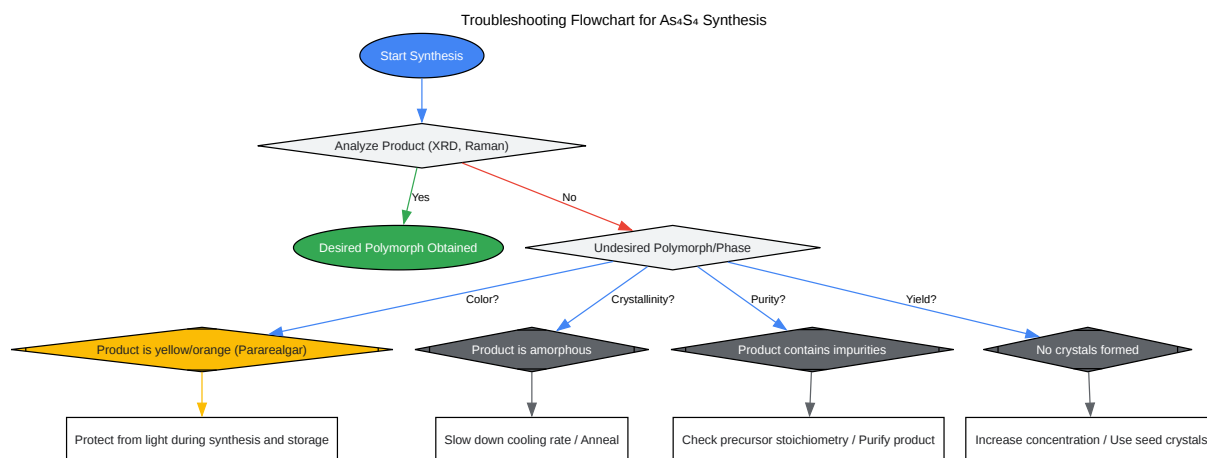 Troubleshooting Flowchart for As₄S₄ Synthesis
Start Synthesis
Analyze Product (XRD, Raman)
Yes
No
Desired Polymorph Obtained
Undesired Polymorph/Phase
Color?
Crystallinity?
Purity?
Yield?
Product is yellow/orange (Pararealgar)
Product is amorphous
Product contains impurities
No crystals formed
Protect from light during synthesis and storage
Slow down cooling rate / Anneal
Check precursor stoichiometry / Purify product
Increase concentration / Use seed crystals